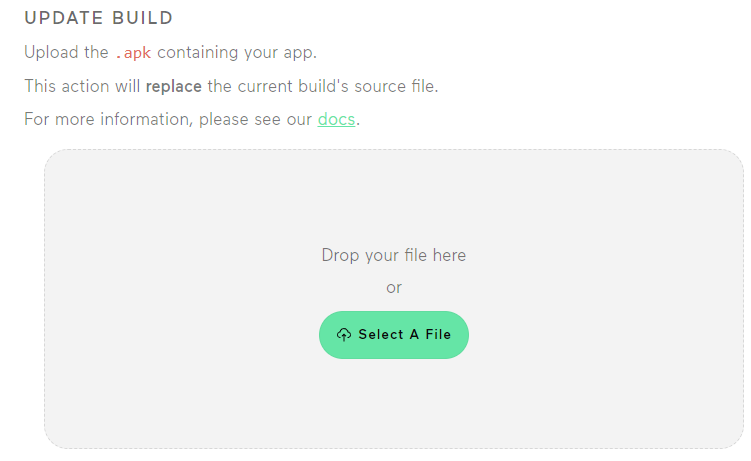 UPDATE BUILD
Upload the .apk containing your app.
This action will replace the current build's source file.
For more information, please see our docs.
Drop your file here
or
Select A File